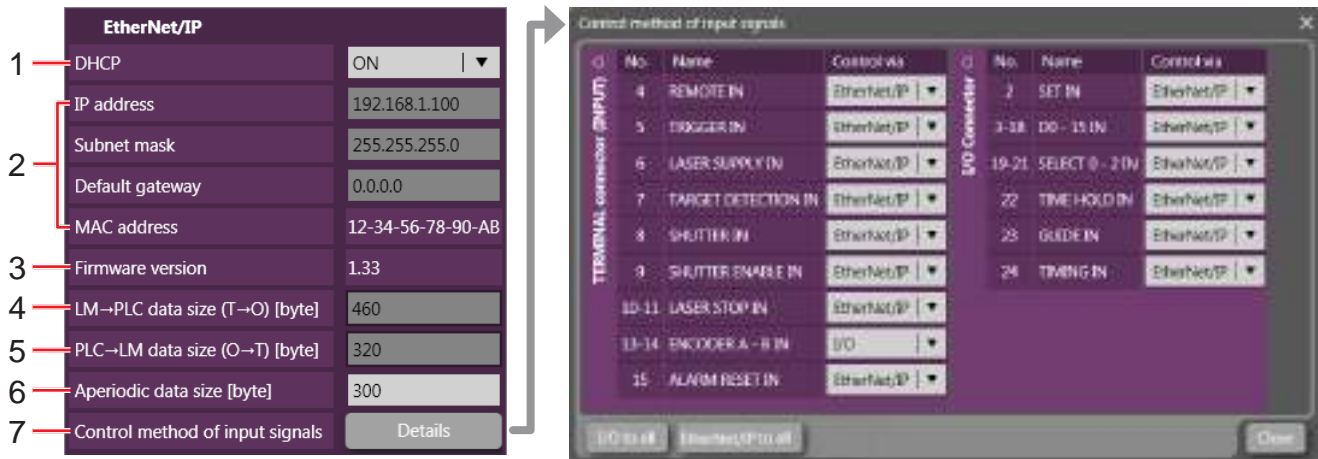 EtherNet/IP
1 DHCP ON
2
IP address 192.168.1.100
Subnet mask 255.255.255.0
Default gateway 0.0.0.0
MAC address 12-34-56-78-90-AB
3 Firmware version 1.33
4 LM→PLC data size (T→O) [byte] 460
5 PLC→LM data size (O→T) [byte] 320
6 Aperiodic data size [byte] 300
7 Control method of input signals Details
Control method of input signals
TERMINAL connector (INPUT)
No. Name Control via
4 REMOTE IN EtherNet/IP
5 TRIGGER IN EtherNet/IP
6 LASER SUPPLY IN EtherNet/IP
7 TARGET DETECTION IN EtherNet/IP
8 SHUTTER IN EtherNet/IP
9 SHUTTER ENABLE IN EtherNet/IP
10-11 LASER STOP IN EtherNet/IP
13-14 ENCODER A - B IN I/O
15 ALARM RESET IN EtherNet/IP
I/O Connector
No. Name Control via
2 SET IN EtherNet/IP
3-18 D0 - 15 IN EtherNet/IP
19-21 SELECT 0 - 2 IN EtherNet/IP
22 TIME HOLD IN EtherNet/IP
23 GUIDE IN EtherNet/IP
24 TIMING IN EtherNet/IP
I/O to all EtherNet/IP to all Close